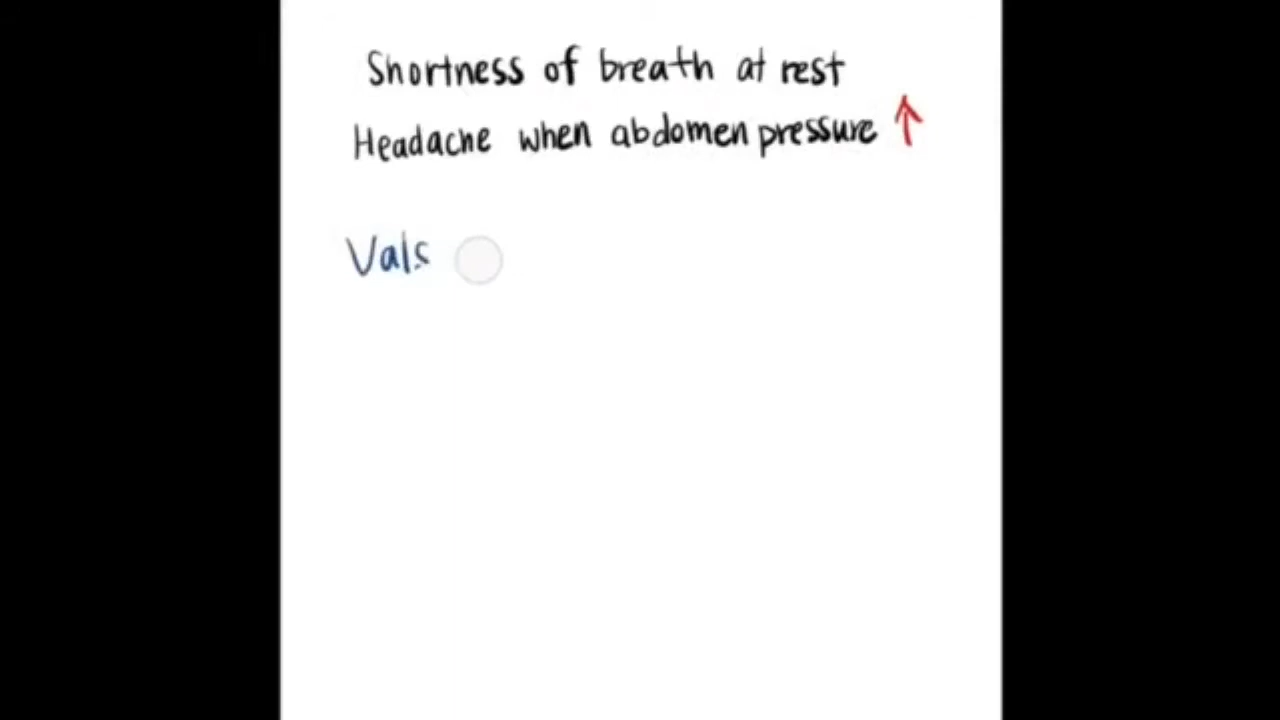 Shortness of breath at rest
Headache when abdomen pressure ↑
Vals